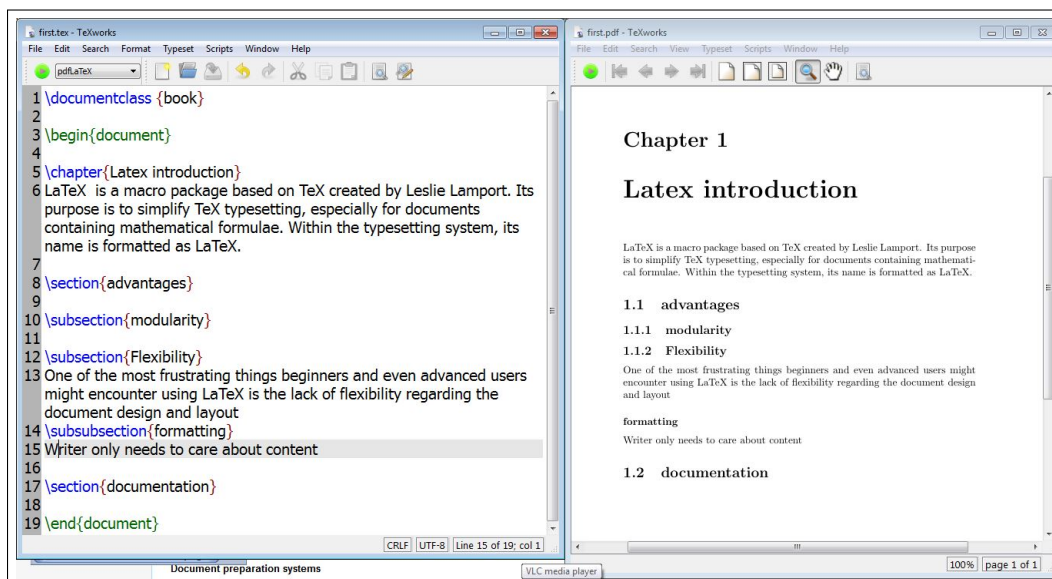 first.tex - TeXworks
File Edit Search Format Typeset Scripts Window Help
pdfLaTeX
1 \documentclass {book}
2
3 \begin{document}
4
5 \chapter{Latex introduction}
6 LaTeX  is a macro package based on TeX created by Leslie Lamport. Its
purpose is to simplify TeX typesetting, especially for documents
containing mathematical formulae. Within the typesetting system, its
name is formatted as LaTeX.
7
8 \section{advantages}
9
10 \subsection{modularity}
11
12 \subsection{Flexibility}
13 One of the most frustrating things beginners and even advanced users
might encounter using LaTeX is the lack of flexibility regarding the
document design and layout
14 \subsubsection{formatting}
15 Writer only needs to care about content
16
17 \section{documentation}
18
19 \end{document}
CRLF UTF-8 Line 15 of 19; col 1
Document preparation systems
VLC media player
first.pdf - TeXworks
File Edit Search View Typeset Scripts Window Help
Chapter 1
Latex introduction
LaTeX is a macro package based on TeX created by Leslie Lamport. Its purpose
is to simplify TeX typesetting, especially for documents containing mathemati-
cal formulae. Within the typesetting system, its name is formatted as LaTeX.
1.1 advantages
1.1.1 modularity
1.1.2 Flexibility
One of the most frustrating things beginners and even advanced users might
encounter using LaTeX is the lack of flexibility regarding the document design
and layout
formatting
Writer only needs to care about content
1.2 documentation
100% page 1 of 1